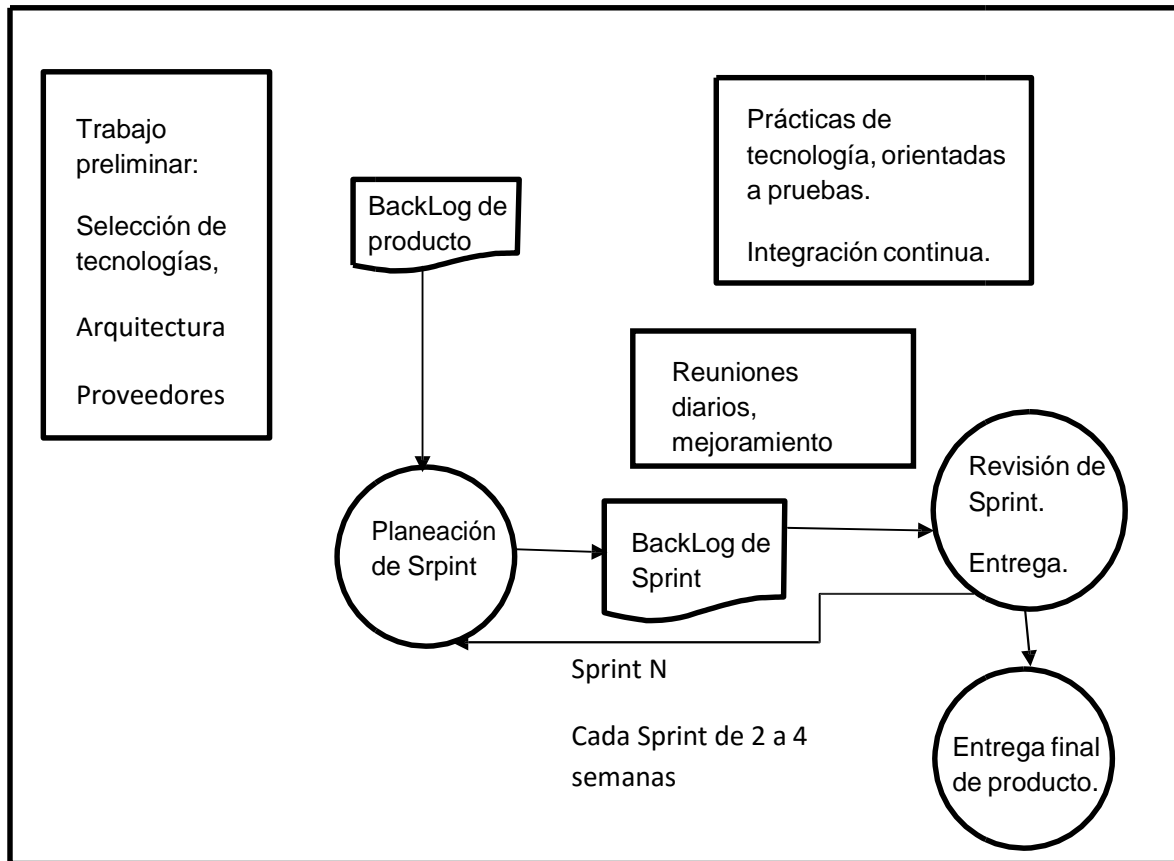 Trabajo
preliminar:
Selección de
tecnologías,
Arquitectura
Proveedores
BackLog de
producto
Prácticas de
tecnología, orientadas
a pruebas.
Integración continua.
Reuniones
diarios,
mejoramiento
Planeación
de Srpint
BackLog de
Sprint
Revisión de
Sprint.
Entrega.
Sprint N
Cada Sprint de 2 a 4
semanas
Entrega final
de producto.